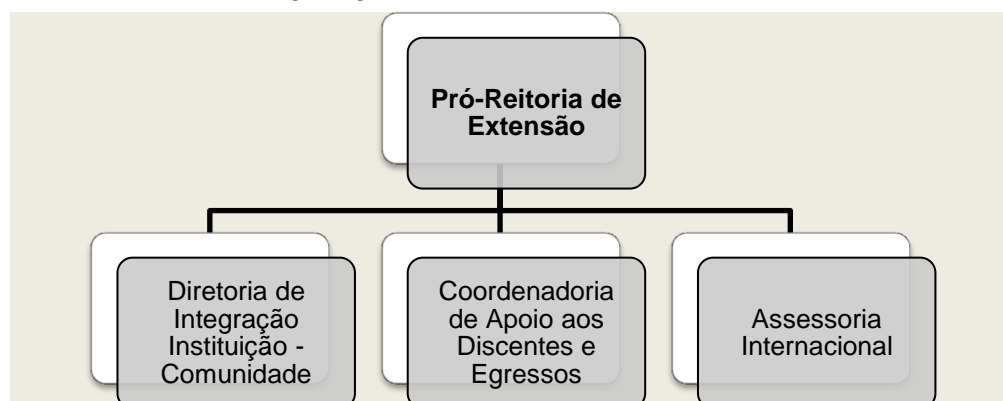 Pró-Reitoria de
Extensão
Diretoria de
Integração
Instituição -
Comunidade
Coordenadoria
de Apoio aos
Discentes e
Egressos
Assessoria
Internacional